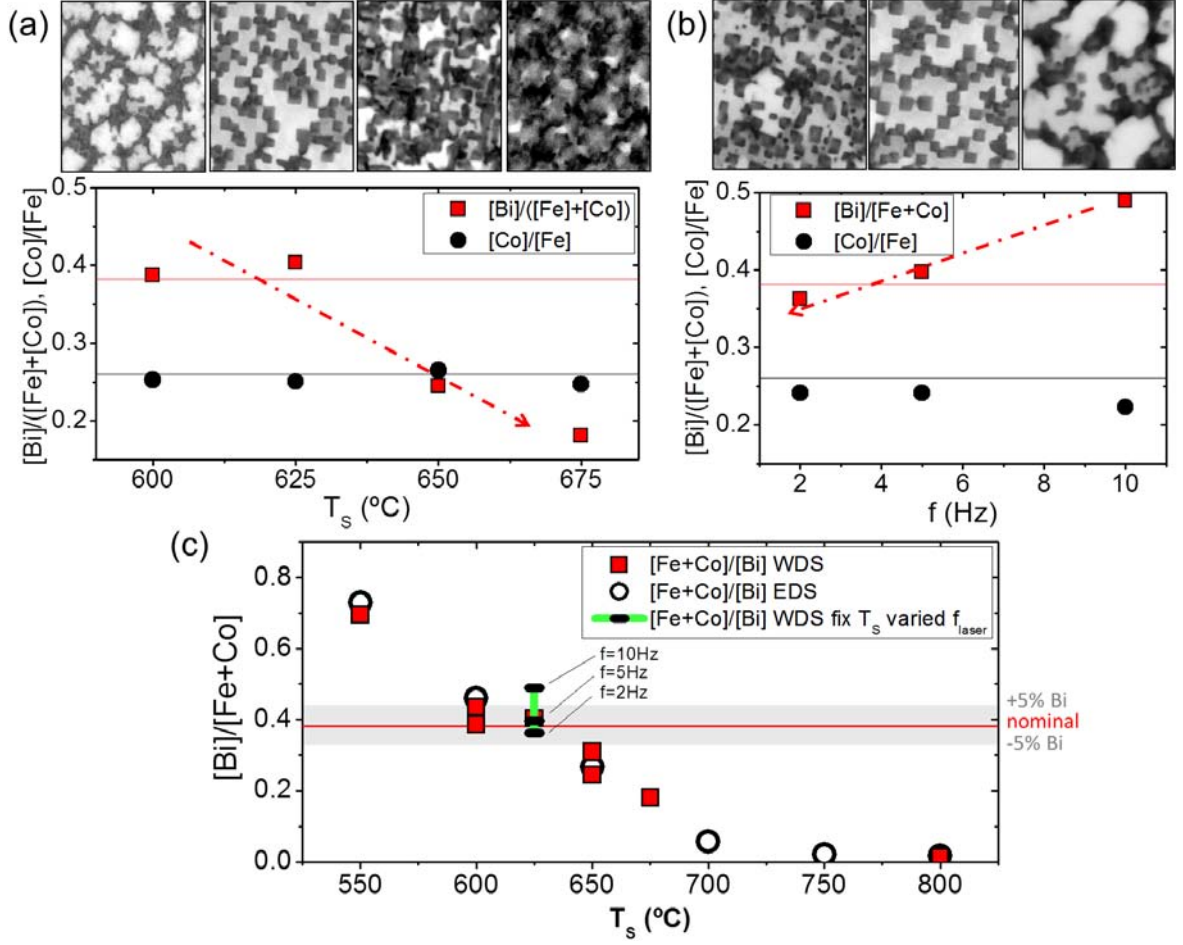 (a)
[Bi]/([Fe]+[Co]), [Co]/[Fe]
0.5
0.4
0.3
0.2
[Bi]/([Fe]+[Co])
[Co]/[Fe]
600
625
650
675
T_S (ºC)
(b)
[Bi]/([Fe]+[Co]), [Co]/[Fe]
0.5
0.4
0.3
0.2
[Bi]/[Fe+Co]
[Co]/[Fe]
2
4
6
8
10
f (Hz)
(c)
[Bi]/[Fe+Co]
0.8
0.6
0.4
0.2
0.0
[Fe+Co]/[Bi] WDS
[Fe+Co]/[Bi] EDS
[Fe+Co]/[Bi] WDS fix T_S varied f_laser
f=10Hz
f=5Hz
f=2Hz
+5% Bi
nominal
-5% Bi
550
600
650
700
750
800
T_S (ºC)